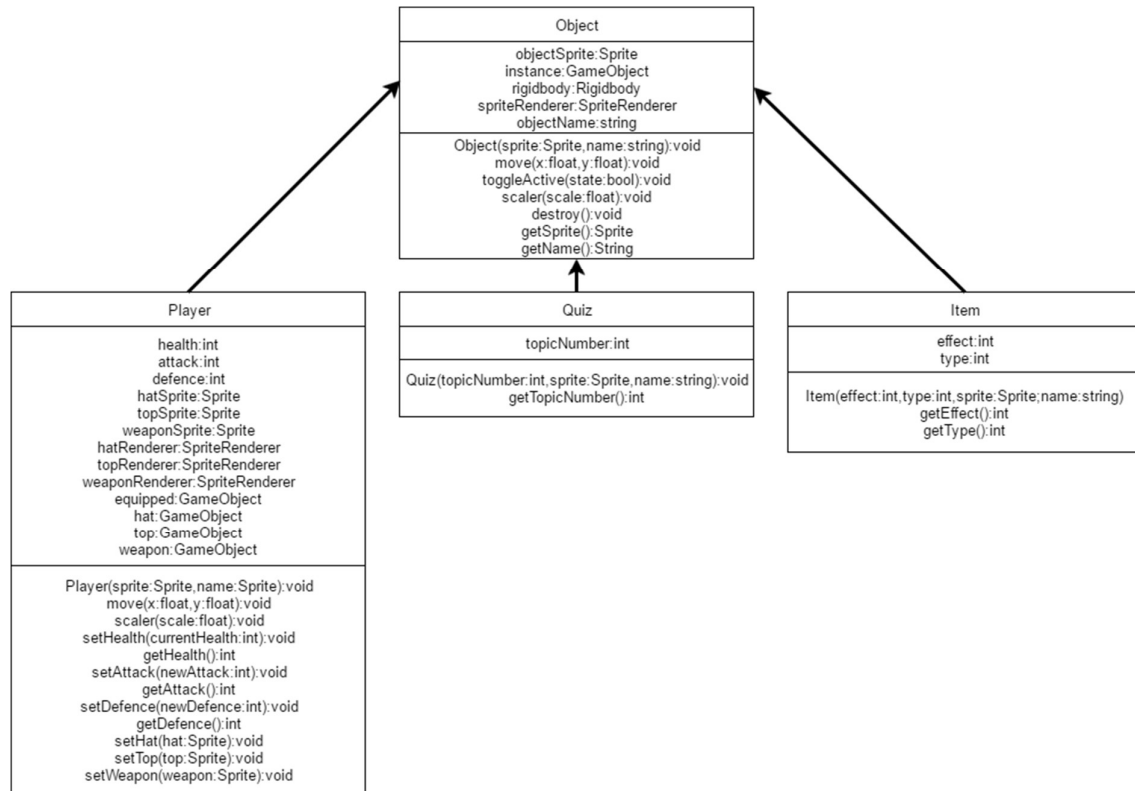 Object
objectSprite:Sprite
instance:GameObject
rigidbody:Rigidbody
spriteRenderer:SpriteRenderer
objectName:string
Object(sprite:Sprite,name:string):void
move(x:float,y:float):void
toggleActive(state:bool):void
scaler(scale:float):void
destroy():void
getSprite():Sprite
getName():String
Player
health:int
attack:int
defence:int
hatSprite:Sprite
topSprite:Sprite
weaponSprite:Sprite
hatRenderer:SpriteRenderer
topRenderer:SpriteRenderer
weaponRenderer:SpriteRenderer
equipped:GameObject
hat:GameObject
top:GameObject
weapon:GameObject
Player(sprite:Sprite,name:Sprite):void
move(x:float,y:float):void
scaler(scale:float):void
setHealth(currentHealth:int):void
getHealth():int
setAttack(newAttack:int):void
getAttack():int
setDefence(newDefence:int):void
getDefence():int
setHat(hat:Sprite):void
setTop(top:Sprite):void
setWeapon(weapon:Sprite):void
Quiz
topicNumber:int
Quiz(topicNumber:int,sprite:Sprite,name:string):void
getTopicNumber():int
Item
effect:int
type:int
Item(effect:int,type:int,sprite:Sprite;name:string)
getEffect():int
getType():int